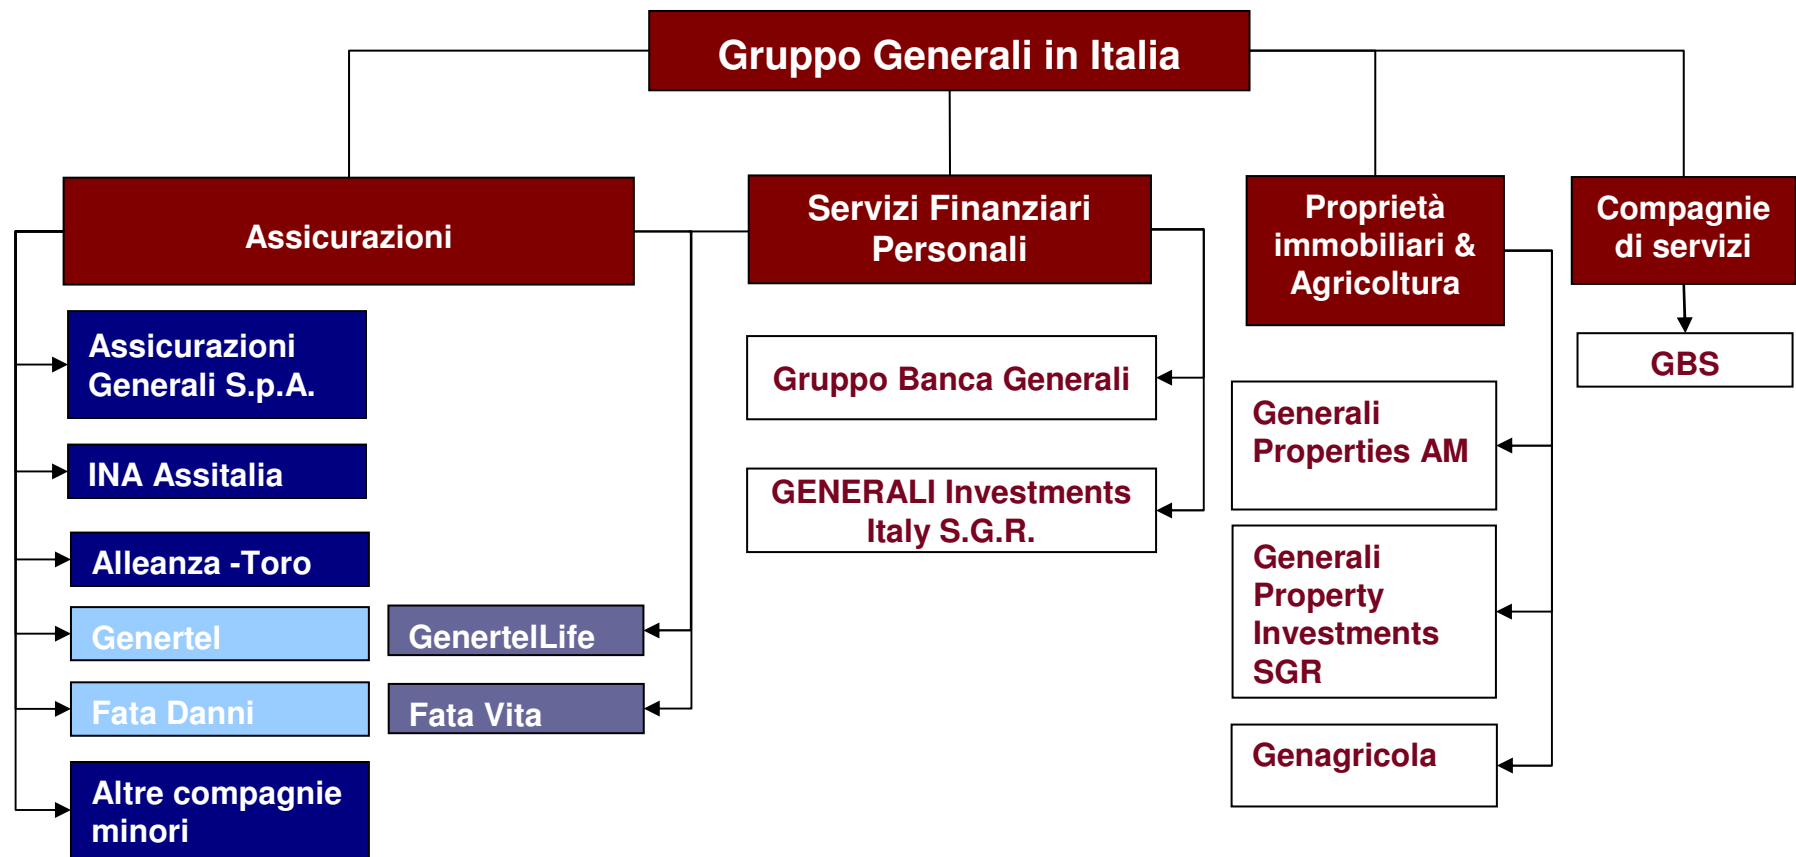 Gruppo Generali in Italia
Assicurazioni
Servizi Finanziari
Personali
Proprietà
immobiliari &
Agricoltura
Compagnie
di servizi
Assicurazioni
Generali S.p.A.
INA Assitalia
Alleanza -Toro
Genertel
Fata Danni
Altre compagnie
minori
GenertelLife
Fata Vita
Gruppo Banca Generali
GENERALI Investments
Italy S.G.R.
Generali
Properties AM
Generali
Property
Investments
SGR
Genagricola
GBS